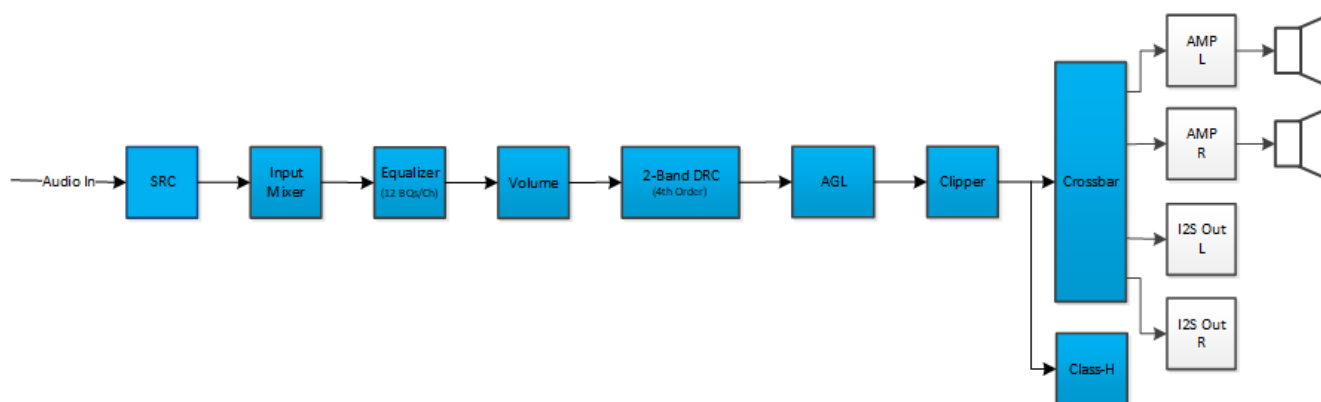 Audio In
SRC
Input
Mixer
Equalizer
(12 BQs/Ch)
Volume
2-Band DRC
(4th Order)
AGL
Clipper
Crossbar
Class-H
AMP
L
AMP
R
I2S Out
L
I2S Out
R